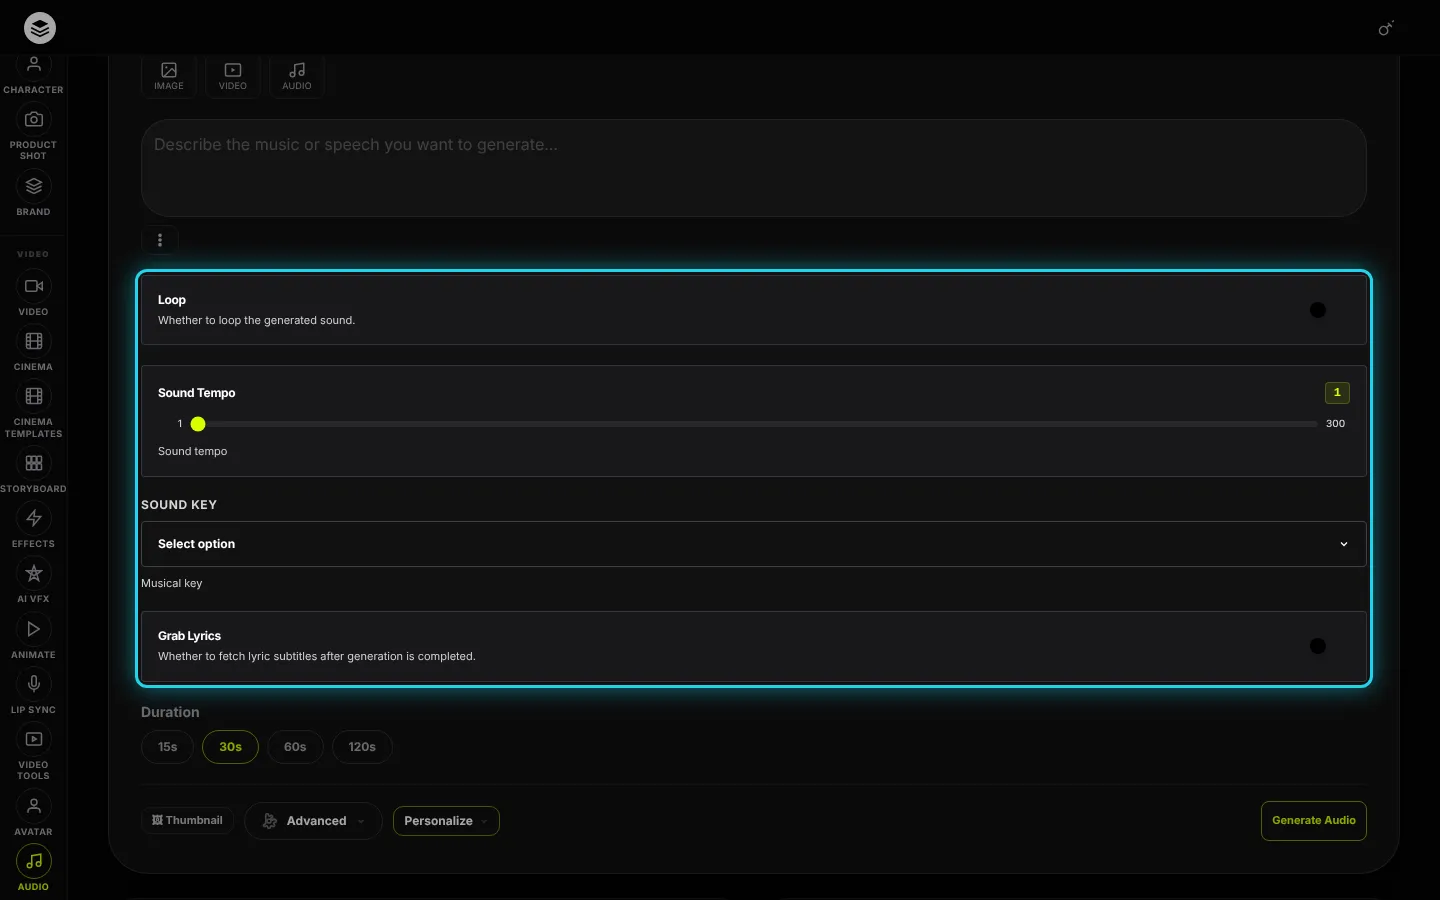 CHARACTER
PRODUCT
SHOT
BRAND
VIDEO
VIDEO
CINEMA
CINEMA
TEMPLATES
STORYBOARD
EFFECTS
AI VFX
ANIMATE
LIP SYNC
VIDEO
TOOLS
AVATAR
AUDIO
IMAGE
VIDEO
AUDIO
Describe the music or speech you want to generate...
Loop
Whether to loop the generated sound.
Sound Tempo
1
1
300
Sound tempo
SOUND KEY
Select option
Musical key
Grab Lyrics
Whether to fetch lyric subtitles after generation is completed.
Duration
15s
30s
60s
120s
Thumbnail
Advanced
Personalize
Generate Audio